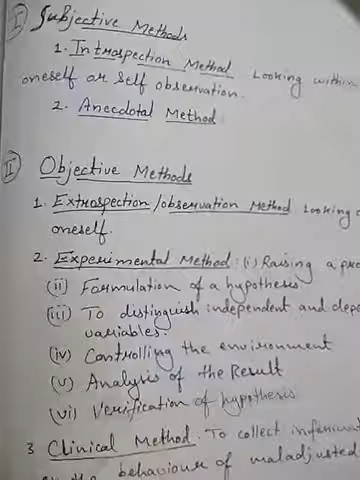 I Subjective Methods
1. Introspection Method Looking within
oneself or self observation.
2. Anecdotal Method
II Objective Methods
1. Extrospection/observation Method Looking
oneself.
2. Experimental Method: (i) Raising a
(ii) Formulation of a hypothesis
(iii) To distinguish independent and
variables.
(iv) Controlling the environment
(v) Analysis of the Result
(vi) Verification of hypothesis
3 Clinical Method. To collect
behaviour of maladjusted